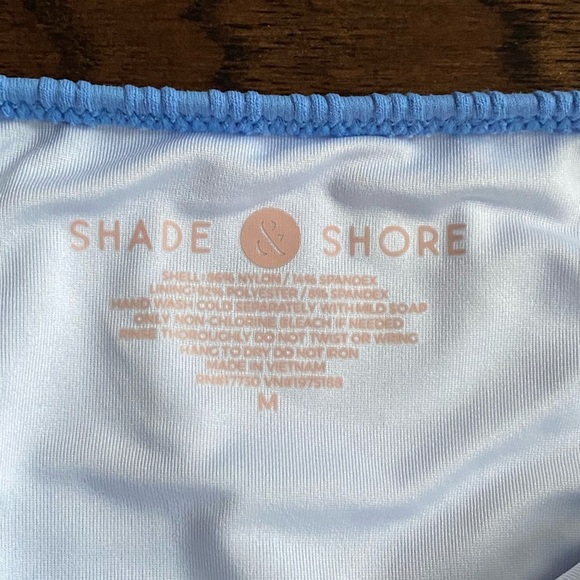 SHADE & SHORE
SHELL: 86% NYLON / 14% SPANDEX
LINING: POLYESTER / 8% SPANDEX
HAND WASH COLD SEPARATELY WITH MILD SOAP
ONLY NON-CHLORINE BLEACH IF NEEDED
RINSE THOROUGHLY DO NOT TWIST OR WRING
HANG TO DRY DO NOT IRON
MADE IN VIETNAM
RN#17730 VN#1975188
M